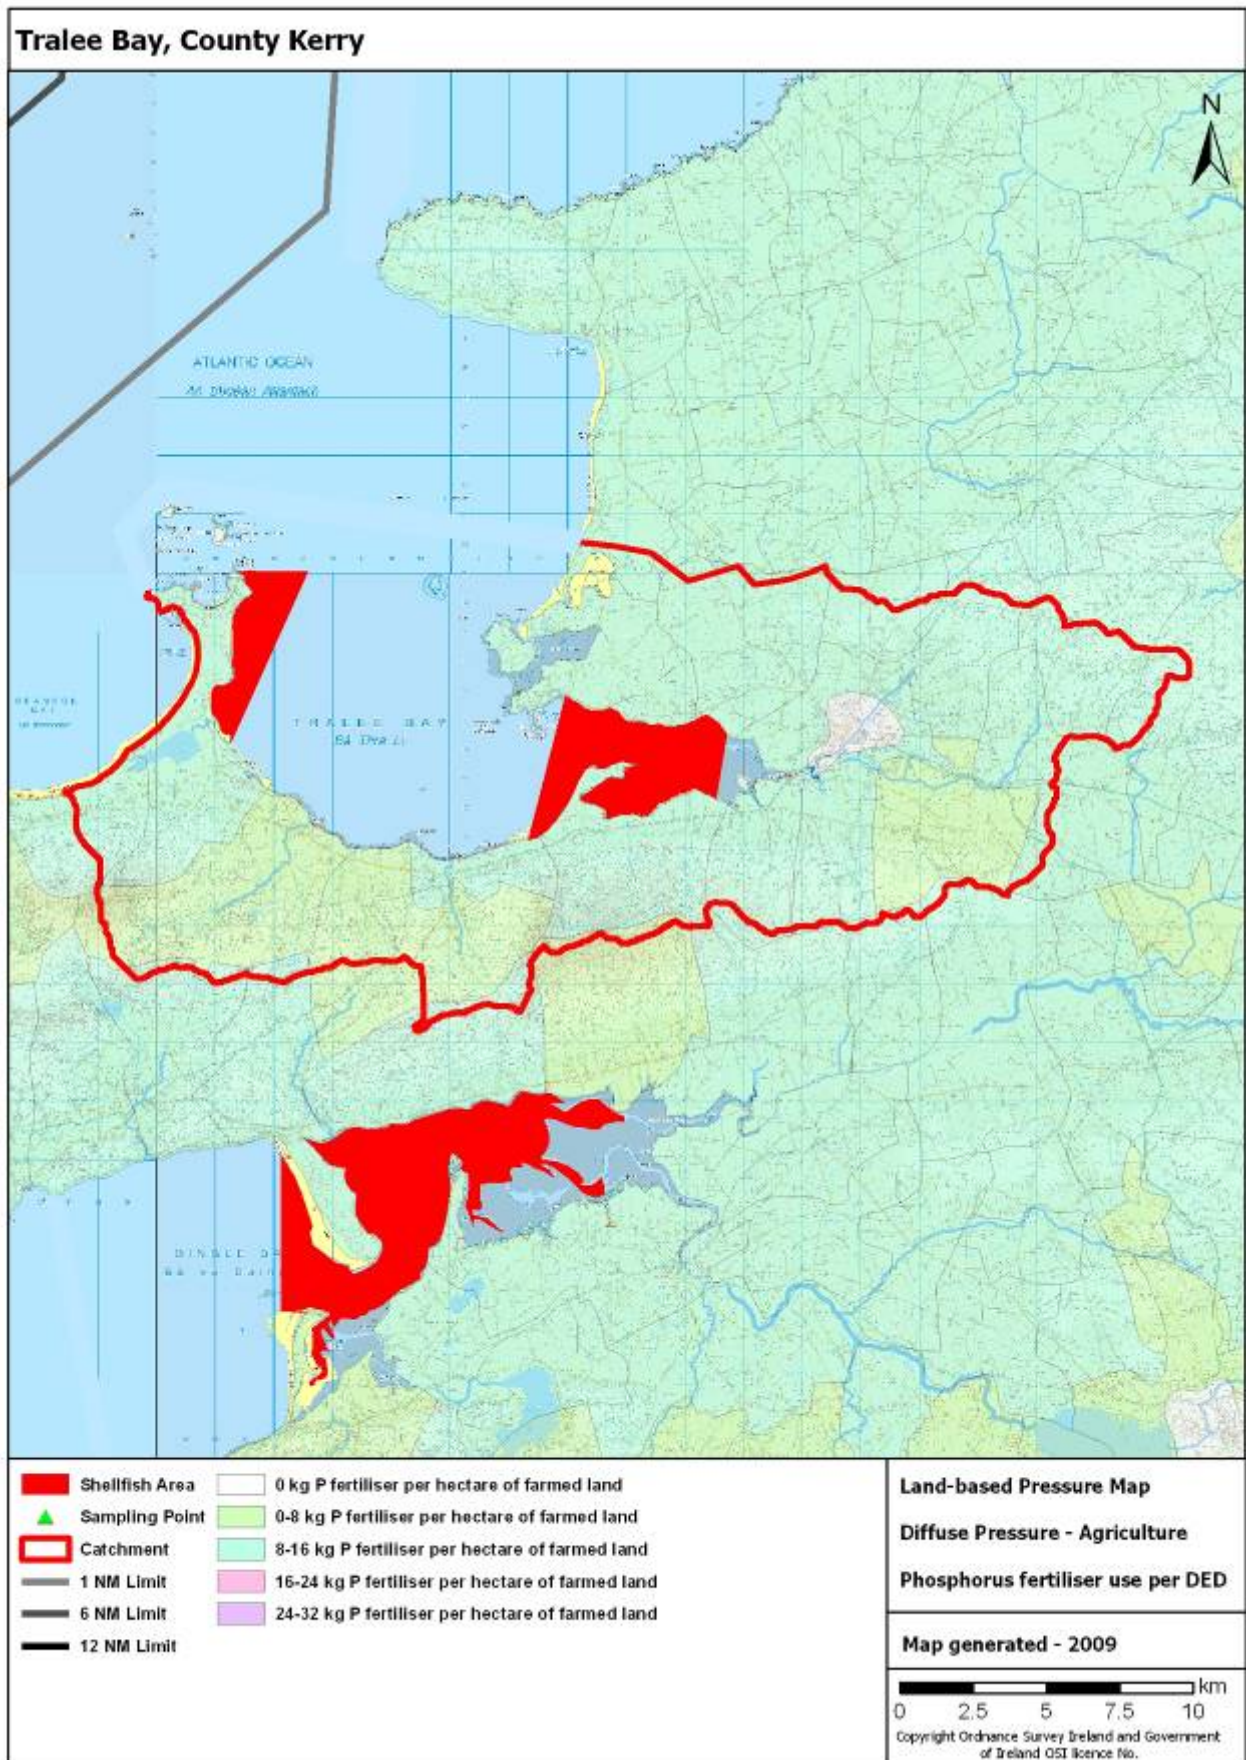 Tralee Bay, County Kerry
N
ATLANTIC OCEAN
TRALEE BAY
Shellfish Area
Sampling Point
Catchment
1 NM Limit
6 NM Limit
12 NM Limit
0 kg P fertiliser per hectare of farmed land
0-8 kg P fertiliser per hectare of farmed land
8-16 kg P fertiliser per hectare of farmed land
16-24 kg P fertiliser per hectare of farmed land
24-32 kg P fertiliser per hectare of farmed land
Land-based Pressure Map
Diffuse Pressure - Agriculture
Phosphorus fertiliser use per DED
Map generated - 2009
km
0 2.5 5 7.5 10
Copyright Ordnance Survey Ireland and Government
of Ireland OSI licence No.